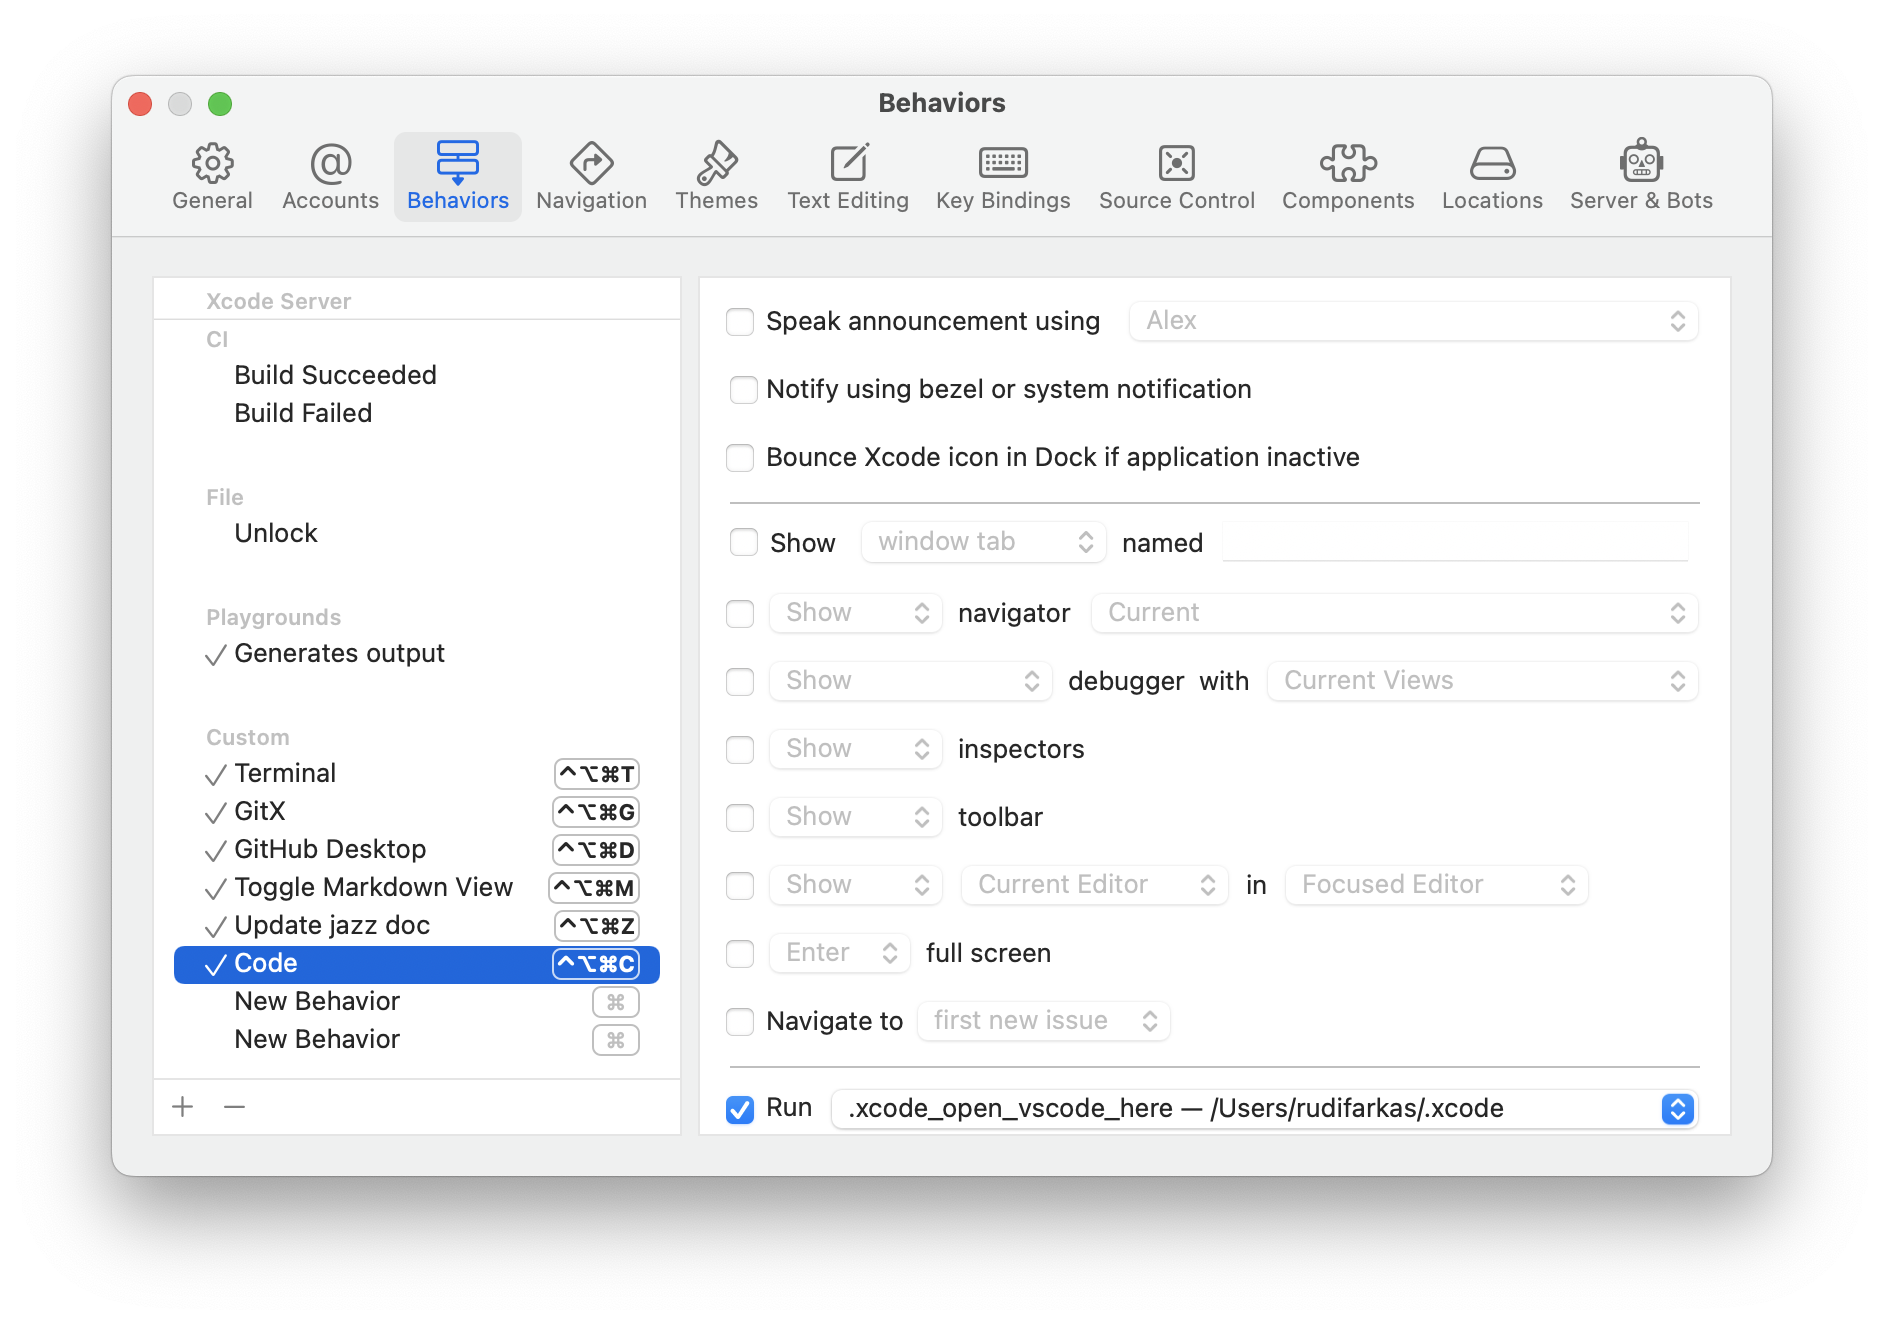 Behaviors
General Accounts Behaviors Navigation Themes Text Editing Key Bindings Source Control Components Locations Server & Bots
Xcode Server
CI
Build Succeeded
Build Failed
File
Unlock
Playgrounds
✓ Generates output
Custom
✓ Terminal ^⌥⌘T
✓ GitX ^⌥⌘G
✓ GitHub Desktop ^⌥⌘D
✓ Toggle Markdown View ^⌥⌘M
✓ Update jazz doc ^⌥⌘Z
✓ Code ^⌥⌘C
New Behavior ⌘
New Behavior ⌘
Speak announcement using Alex
Notify using bezel or system notification
Bounce Xcode icon in Dock if application inactive
Show window tab named
Show navigator Current
Show debugger with Current Views
Show inspectors
Show toolbar
Show Current Editor in Focused Editor
Enter full screen
Navigate to first new issue
Run .xcode_open_vscode_here — /Users/rudifarkas/.xcode